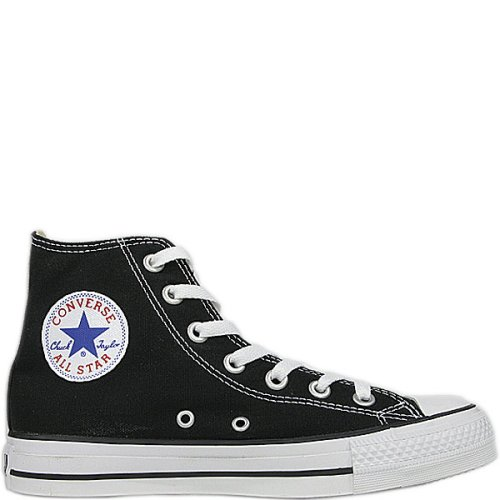 CONVERSE
Chuck Taylor
®
ALL STAR